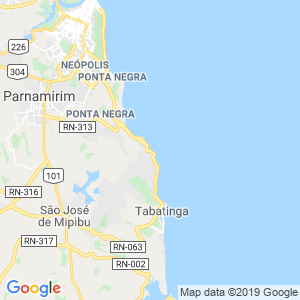 226
NEÓPOLIS
304
PONTA NEGRA
Parnamirim
PONTA NEGRA
RN-313
101
RN-316
São José
de Mipibu
Tabatinga
RN-317
RN-063
RN-002
Google
Map data ©2019 Google